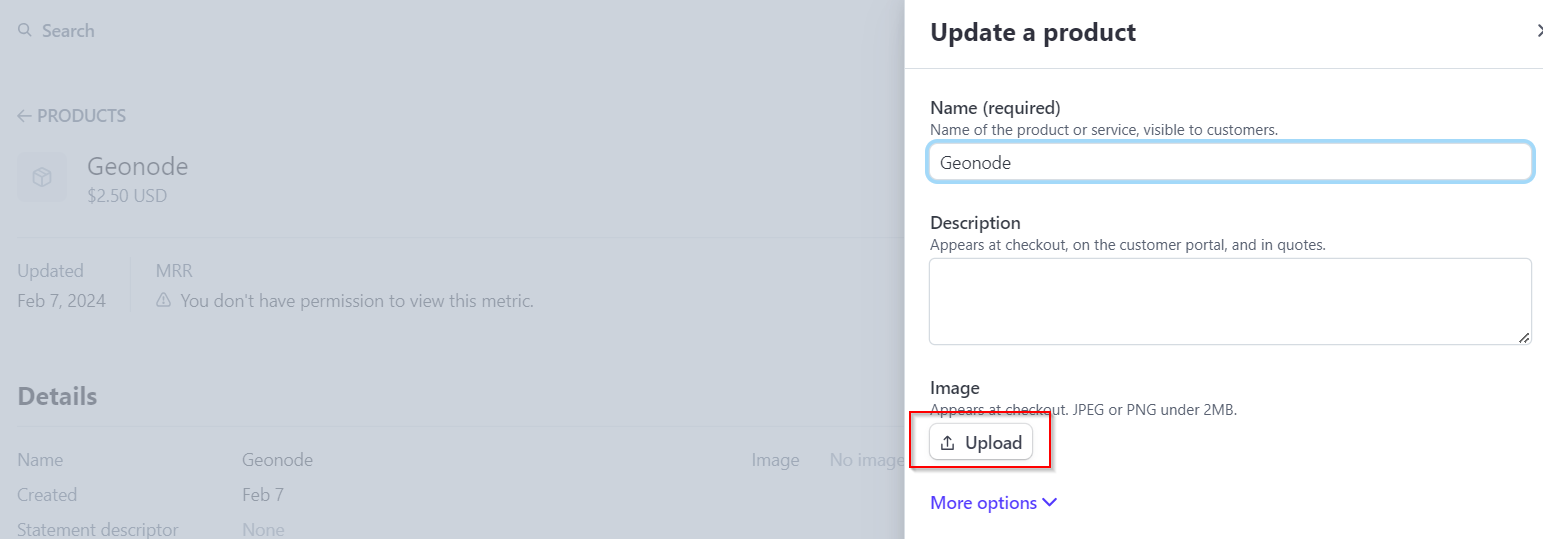 Search
← PRODUCTS
Geonode
$2.50 USD
Updated
MRR
Feb 7, 2024
You don't have permission to view this metric.
Details
Name
Geonode
Image
No image
Created
Feb 7
Statement descriptor
None
Update a product
Name (required)
Name of the product or service, visible to customers.
Geonode
Description
Appears at checkout, on the customer portal, and in quotes.
Image
Appears at checkout. JPEG or PNG under 2MB.
Upload
More options